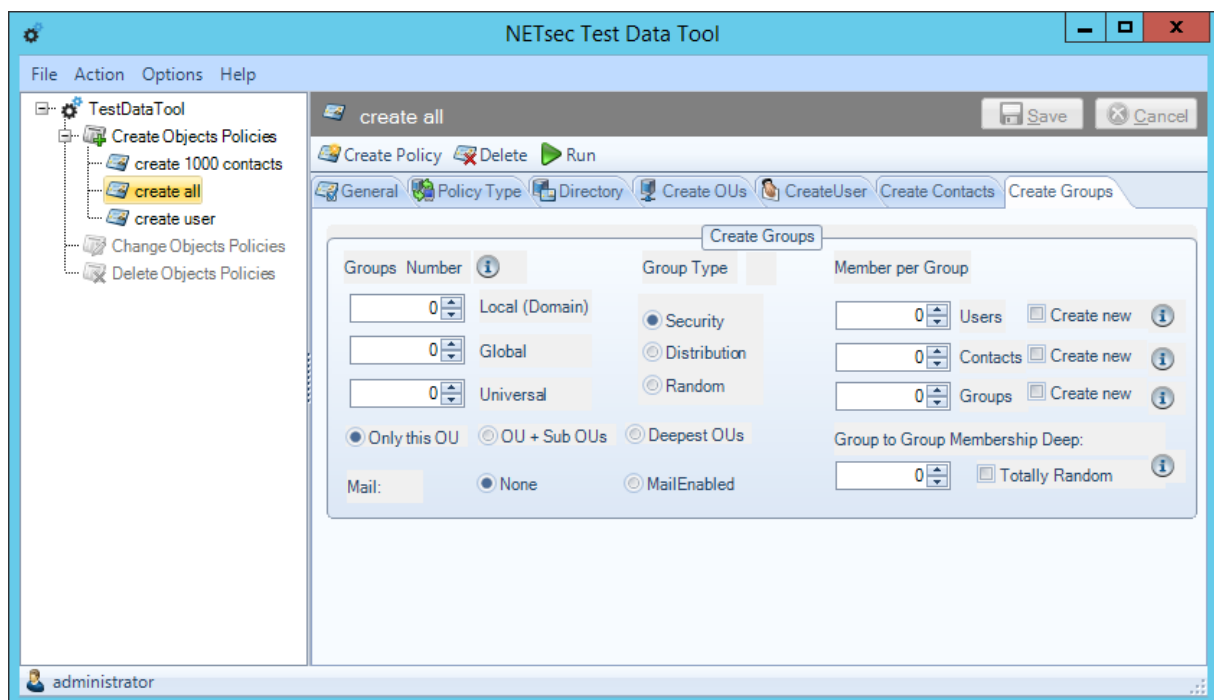 NETsec Test Data Tool
File Action Options Help
TestDataTool
Create Objects Policies
create 1000 contacts
create all
create user
Change Objects Policies
Delete Objects Policies
create all
Save Cancel
Create Policy Delete Run
General Policy Type Directory Create OUs CreateUser Create Contacts Create Groups
Create Groups
Groups Number Group Type Member per Group
0 Local (Domain) Security 0 Users Create new
0 Global Distribution 0 Contacts Create new
0 Universal Random 0 Groups Create new
Only this OU OU + Sub OUs Deepest OUs Group to Group Membership Deep:
Mail: None MailEnabled 0 Totally Random
administrator